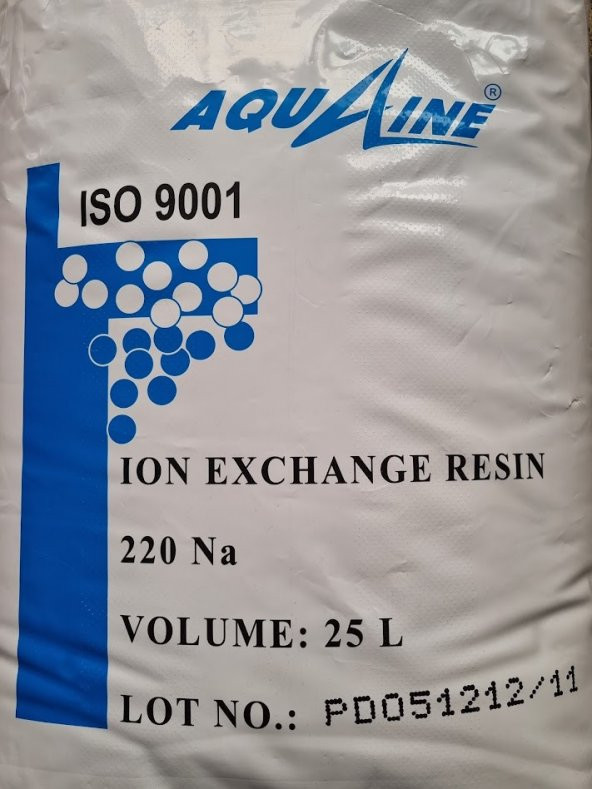 AQUALINE®
ISO 9001
ION EXCHANGE RESIN
220 Na
VOLUME: 25 L
LOT NO.: PD051212/11